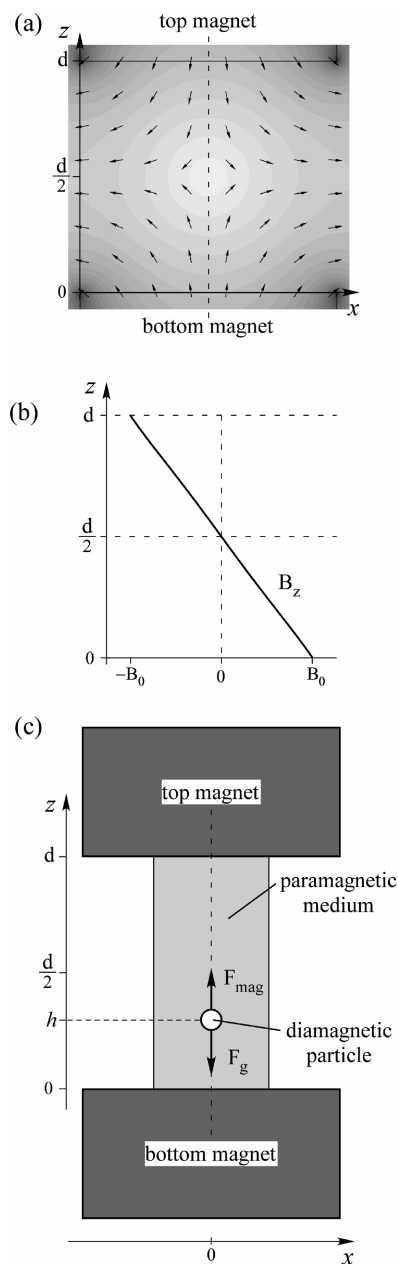 (a)
top magnet
z
d
d
2
0
x
bottom magnet
(b)
z
d
d
2
B_z
0
−B_0
0
B_0
(c)
z
top magnet
d
paramagnetic
medium
d
2
F_mag
h
diamagnetic
particle
F_g
0
bottom magnet
0
x